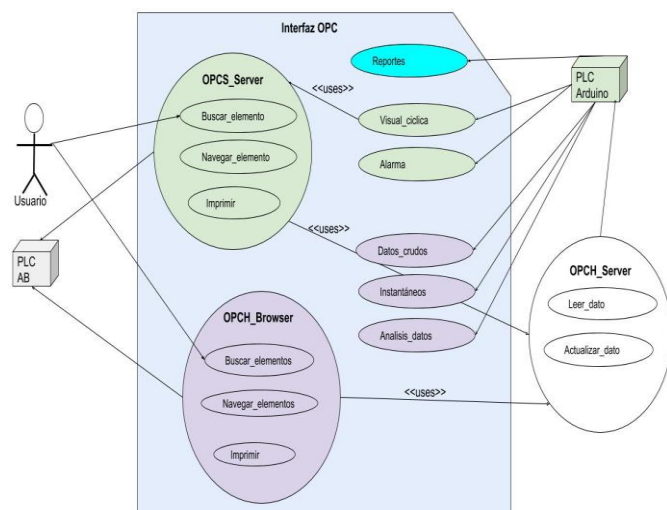 Interfaz OPC
OPCS_Server
Buscar_elemento
Navegar_elemento
Imprimir
<<uses>>
Reportes
Visual_ciclica
Alarma
PLC
Arduino
Usuario
PLC
AB
<<uses>>
Datos_crudos
Instantáneos
Analisis_datos
OPCH_Server
Leer_dato
Actualizar_dato
OPCH_Browser
Buscar_elementos
Navegar_elementos
Imprimir
<<uses>>